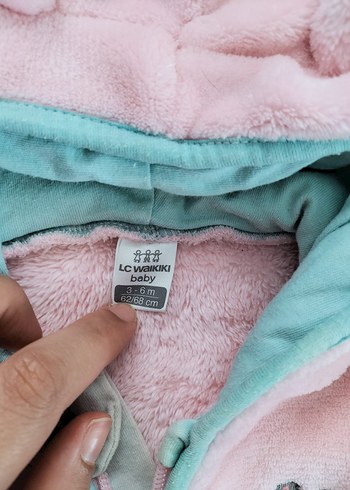 LC WAIKIKI
baby
3 - 6 m
62/68 cm